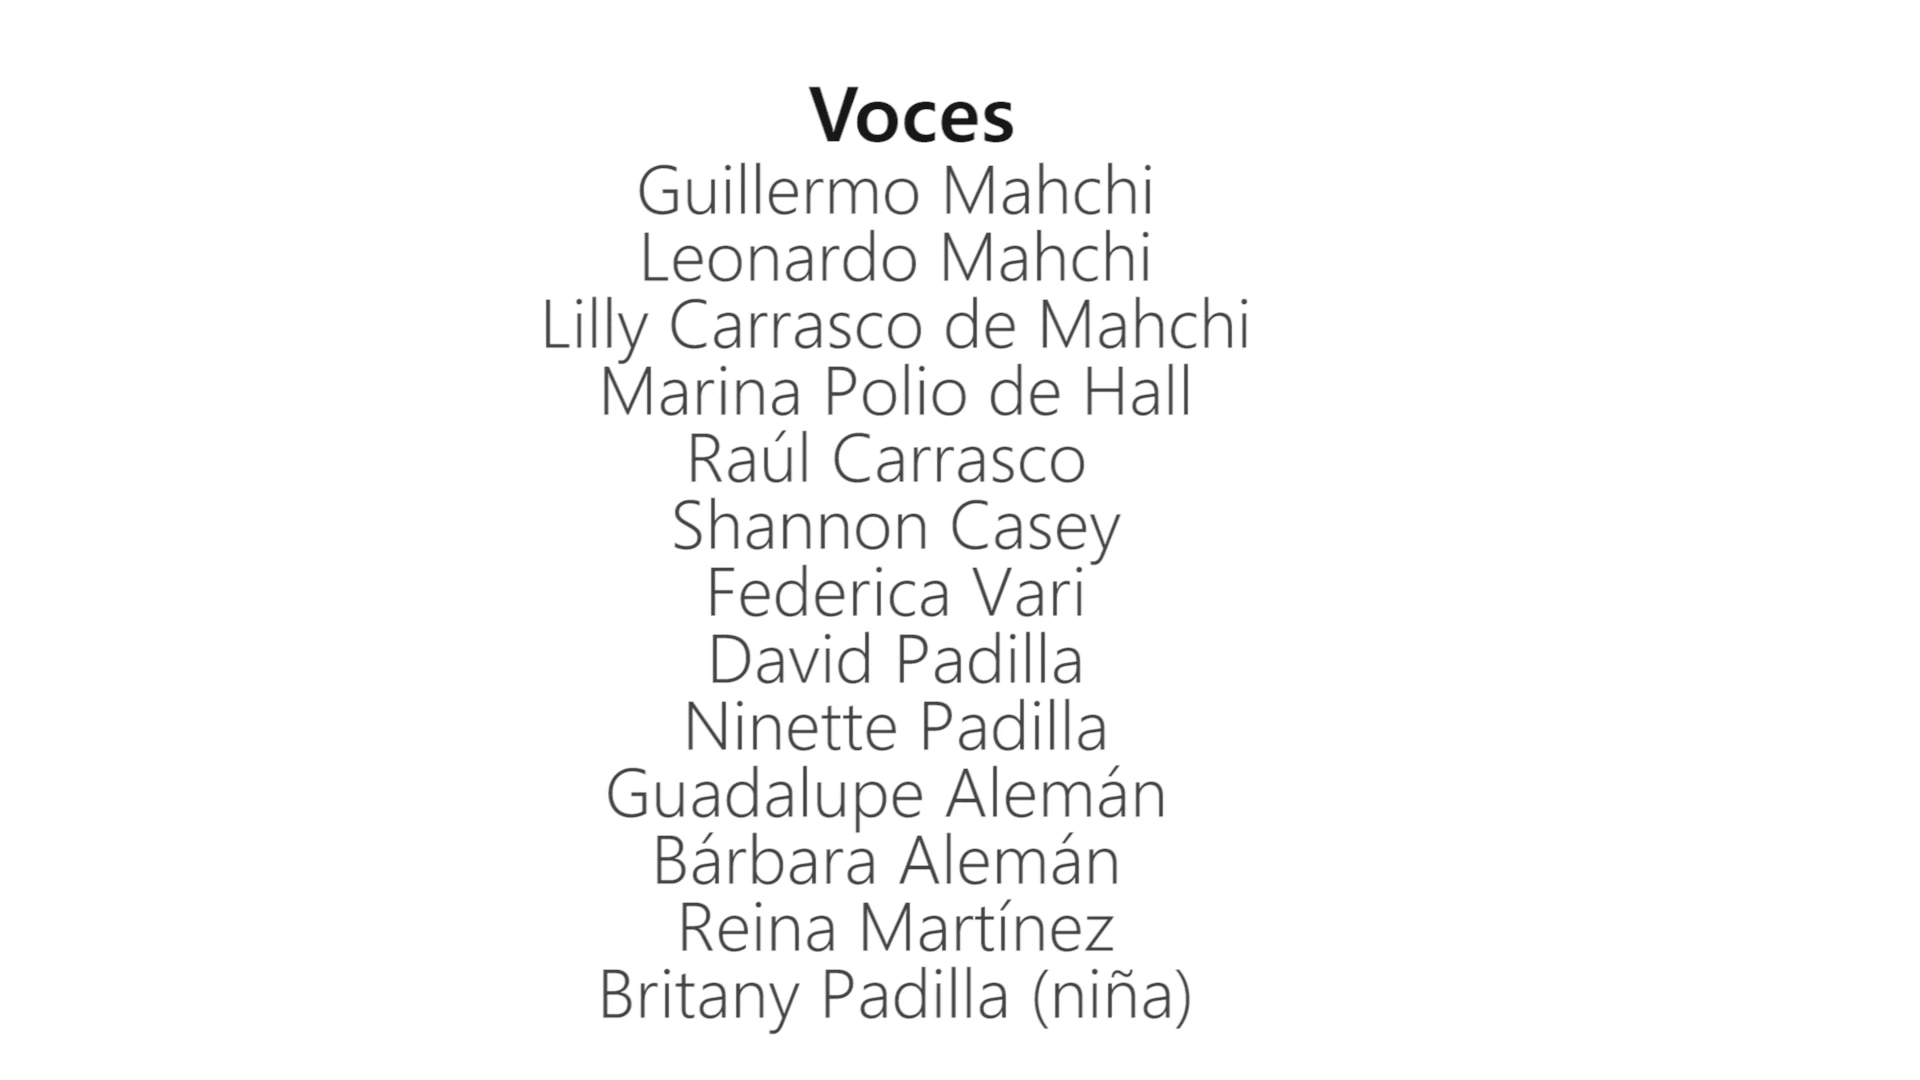 Voces
Guillermo Mahchi
Leonardo Mahchi
Lilly Carrasco de Mahchi
Marina Polio de Hall
Raúl Carrasco
Shannon Casey
Federica Vari
David Padilla
Ninette Padilla
Guadalupe Alemán
Bárbara Alemán
Reina Martínez
Britany Padilla (niña)